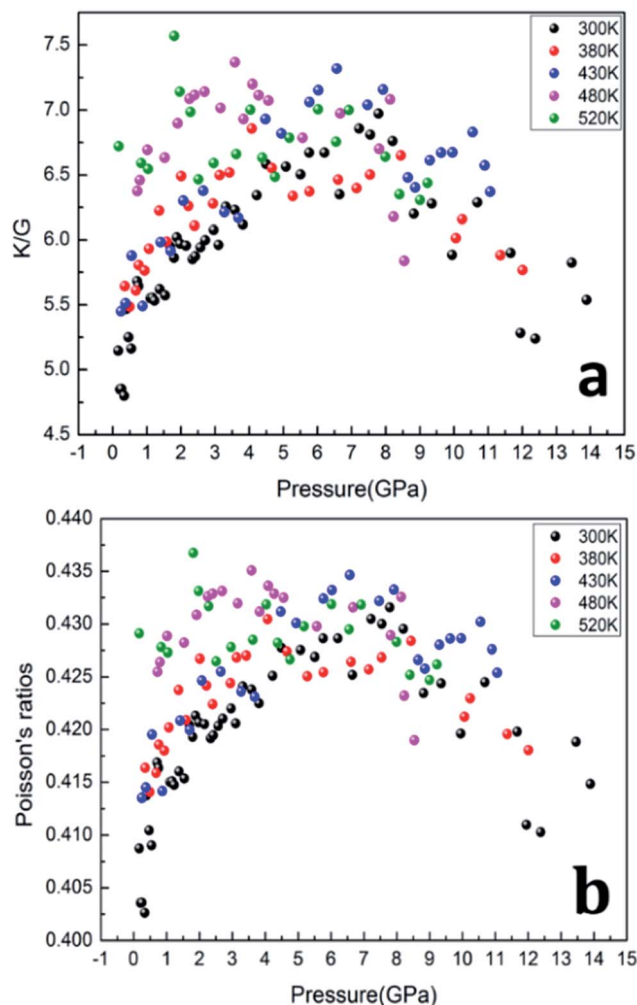 7.5
7.0
6.5
6.0
5.5
5.0
4.5
K/G
300K
380K
430K
480K
520K
a
-1 0 1 2 3 4 5 6 7 8 9 10 11 12 13 14 15
Pressure(GPa)
0.440
0.435
0.430
0.425
0.420
0.415
0.410
0.405
0.400
Poisson's ratios
300K
380K
430K
480K
520K
b
-1 0 1 2 3 4 5 6 7 8 9 10 11 12 13 14 15
Pressure(GPa)